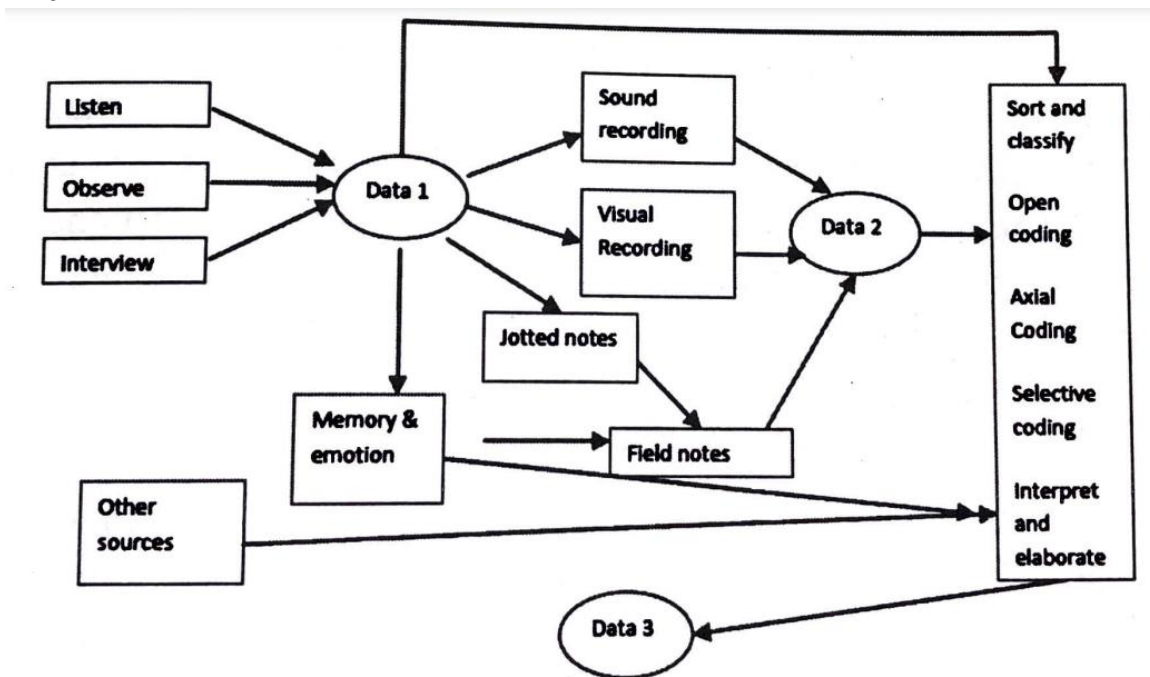 Listen
Observe
Interview
Data 1
Sound
recording
Visual
Recording
Jotted notes
Memory &
emotion
Field notes
Other
sources
Data 2
Sort and
classify
Open
coding
Axial
Coding
Selective
coding
Interpret
and
elaborate
Data 3